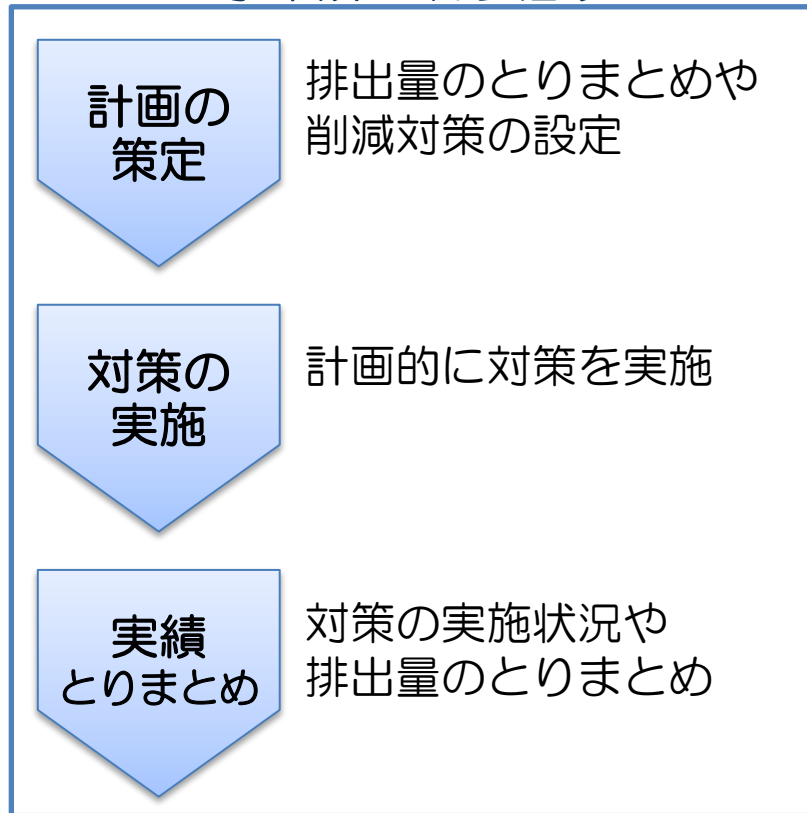 計画の
策定
排出量のとりまとめや
削減対策の設定
対策の
実施
計画的に対策を実施
実績
とりまとめ
対策の実施状況や
排出量のとりまとめ